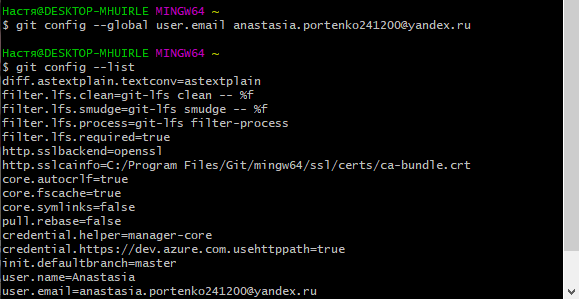 Настя@DESKTOP-MHUIRLE MINGW64 ~
$ git config --global user.email anastasia.portenko241200@yandex.ru
Настя@DESKTOP-MHUIRLE MINGW64 ~
$ git config --list
diff.astextplain.textconv=astextplain
filter.lfs.clean=git-lfs clean -- %f
filter.lfs.smudge=git-lfs smudge -- %f
filter.lfs.process=git-lfs filter-process
filter.lfs.required=true
http.sslbackend=openssl
http.sslcainfo=C:/Program Files/Git/mingw64/ssl/certs/ca-bundle.crt
core.autocrlf=true
core.fscache=true
core.symlinks=false
pull.rebase=false
credential.helper=manager-core
credential.https://dev.azure.com.usehttppath=true
init.defaultbranch=master
user.name=Anastasia
user.email=anastasia.portenko241200@yandex.ru